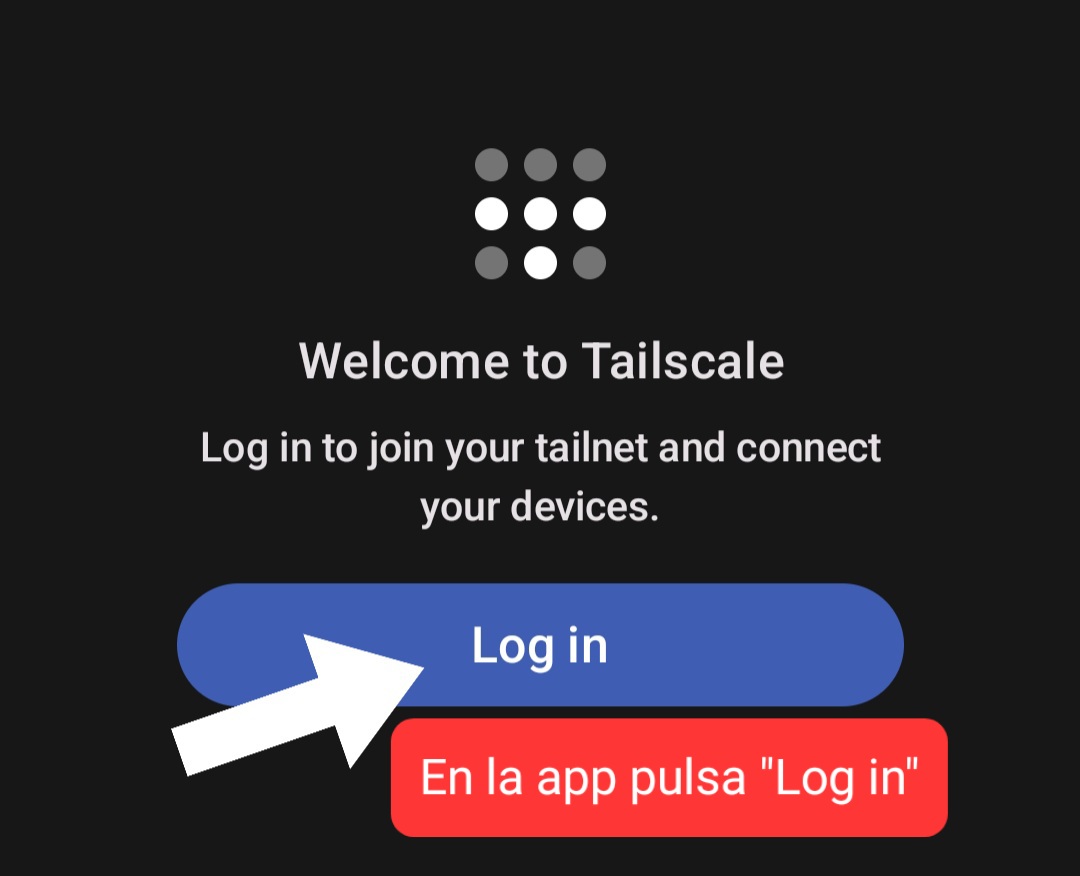 Welcome to Tailscale
Log in to join your tailnet and connect
your devices.
Log in
En la app pulsa "Log in"